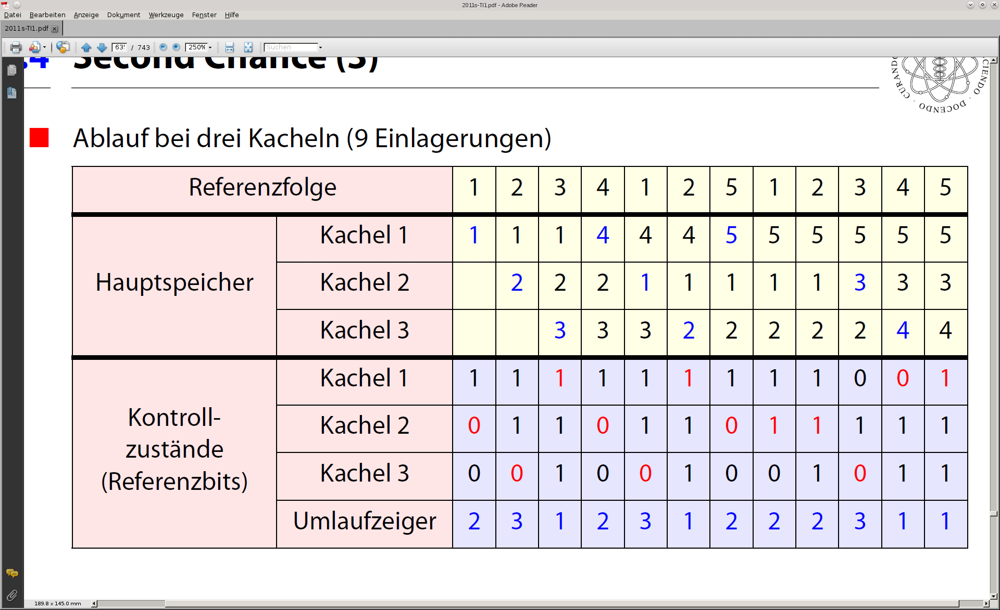 2011s-TI1.pdf - Adobe Reader
Datei Bearbeiten Anzeige Dokument Werkzeuge Fenster Hilfe
2011s-TI1.pdf
/ 743 250% Suchen
.4 Second Chance (3)
CURANDO · DOCENDO ·
Ablauf bei drei Kacheln (9 Einlagerungen)
Referenzfolge 1 2 3 4 1 2 5 1 2 3 4 5
Hauptspeicher
Kachel 1 1 1 1 4 4 4 5 5 5 5 5 5
Kachel 2 2 2 2 1 1 1 1 1 3 3 3
Kachel 3 3 3 3 2 2 2 2 2 4 4
Kontroll-
zustände
(Referenzbits)
Kachel 1 1 1 1 1 1 1 1 1 1 0 0 1
Kachel 2 0 1 1 0 1 1 0 1 1 1 1 1
Kachel 3 0 0 1 0 0 1 0 0 1 0 1 1
Umlaufzeiger 2 3 1 2 3 1 2 2 2 3 1 1
189.8 x 145.0 mm